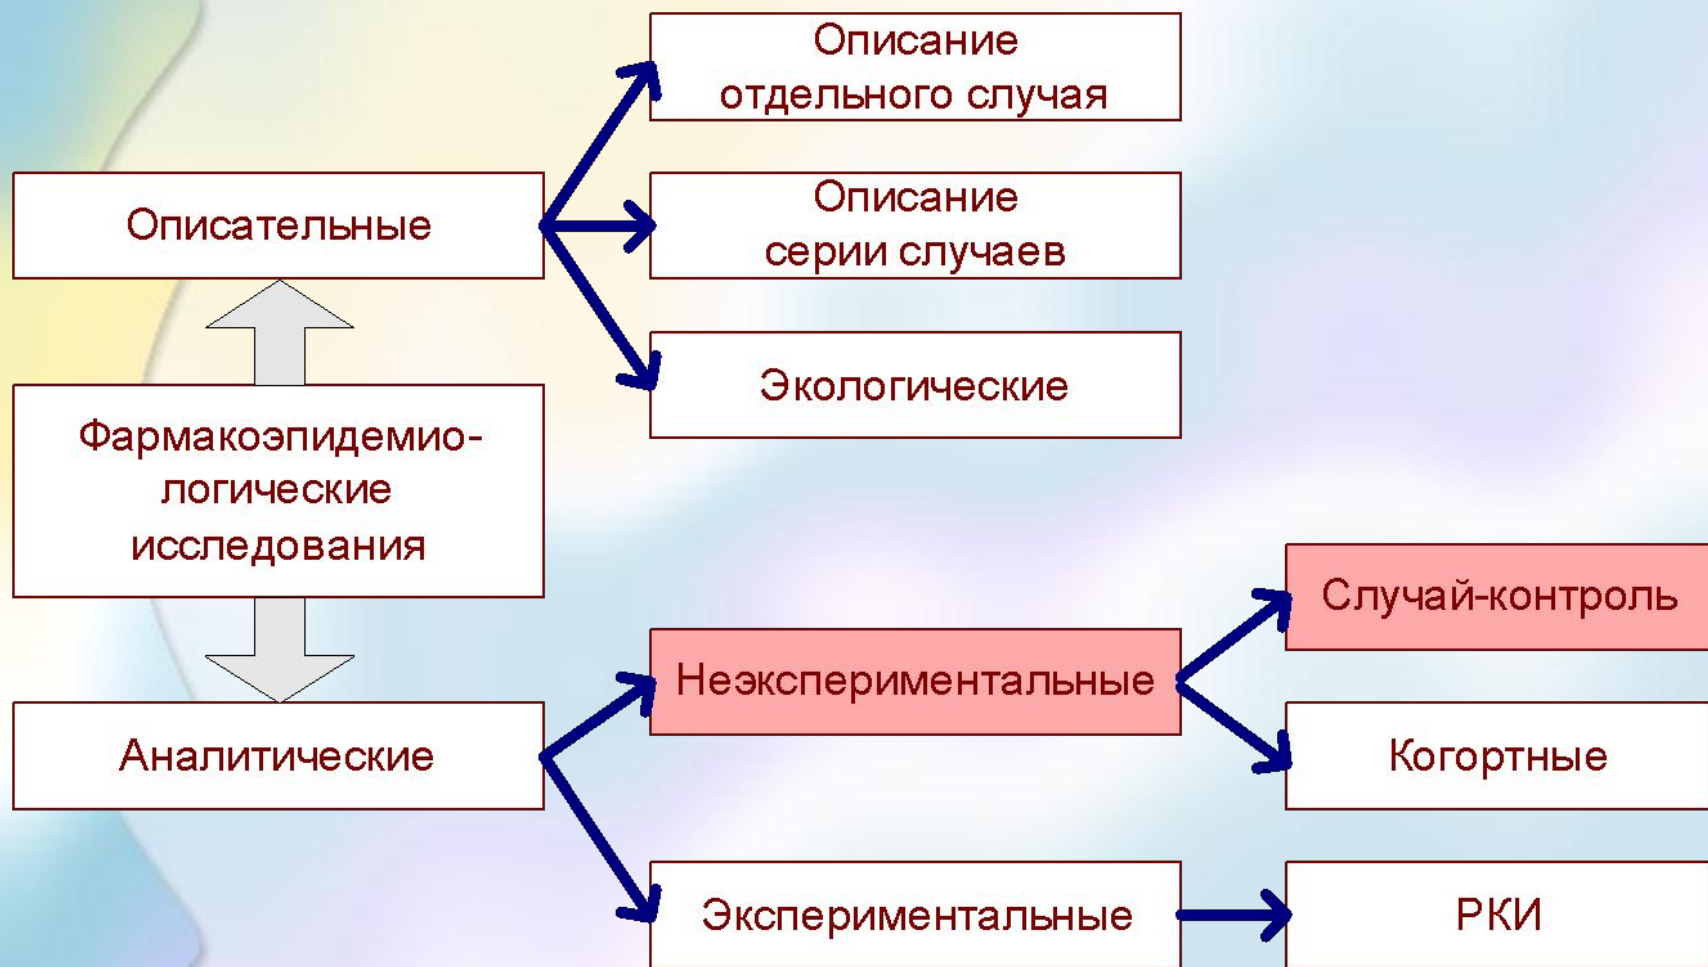 Описание
отдельного случая
Описательные
Описание
серии случаев
Экологические
Фармакоэпидемио-
логические
исследования
Случай-контроль
Неэкспериментальные
Аналитические
Когортные
Экспериментальные
РКИ